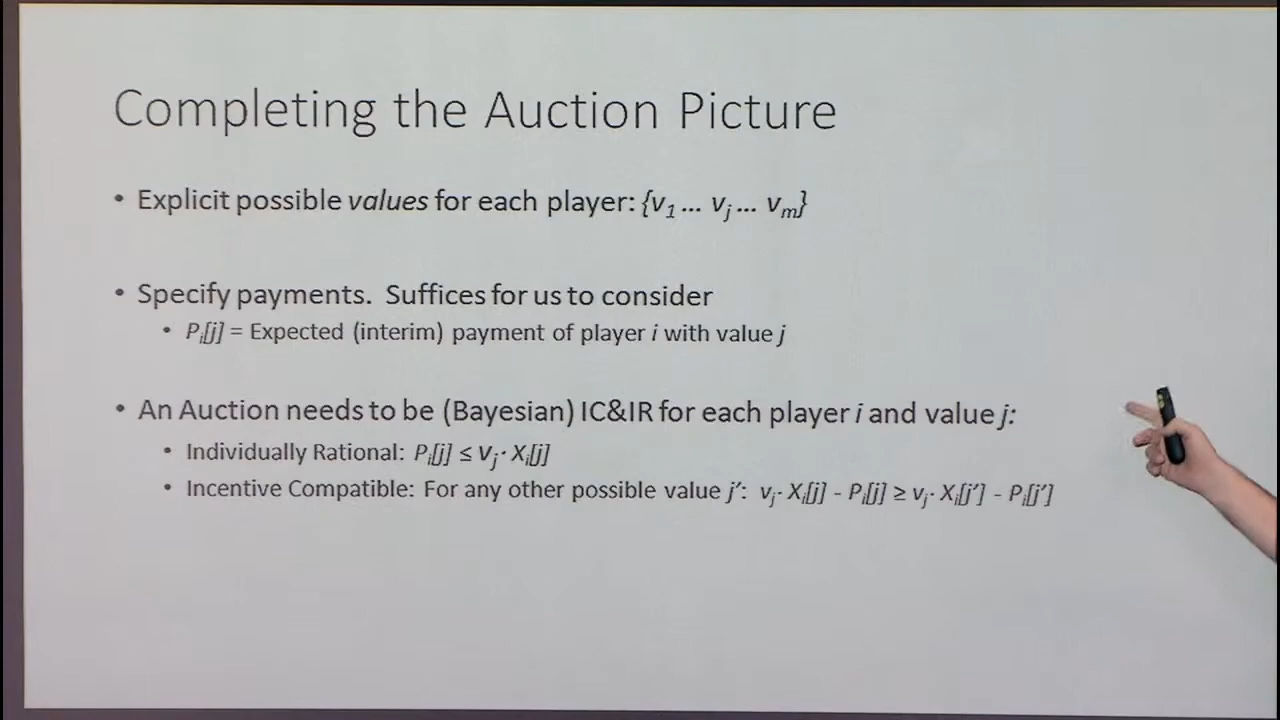 Completing the Auction Picture
• Explicit possible values for each player: {v₁ … vⱼ … vₘ}
• Specify payments. Suffices for us to consider
• Pᵢ[j] = Expected (interim) payment of player i with value j
• An Auction needs to be (Bayesian) IC&IR for each player i and value j:
• Individually Rational: Pᵢ[j] ≤ vⱼ· Xᵢ[j]
• Incentive Compatible: For any other possible value j′: vⱼ· Xᵢ[j] - Pᵢ[j] ≥ vⱼ· Xᵢ[j′] - Pᵢ[j′]